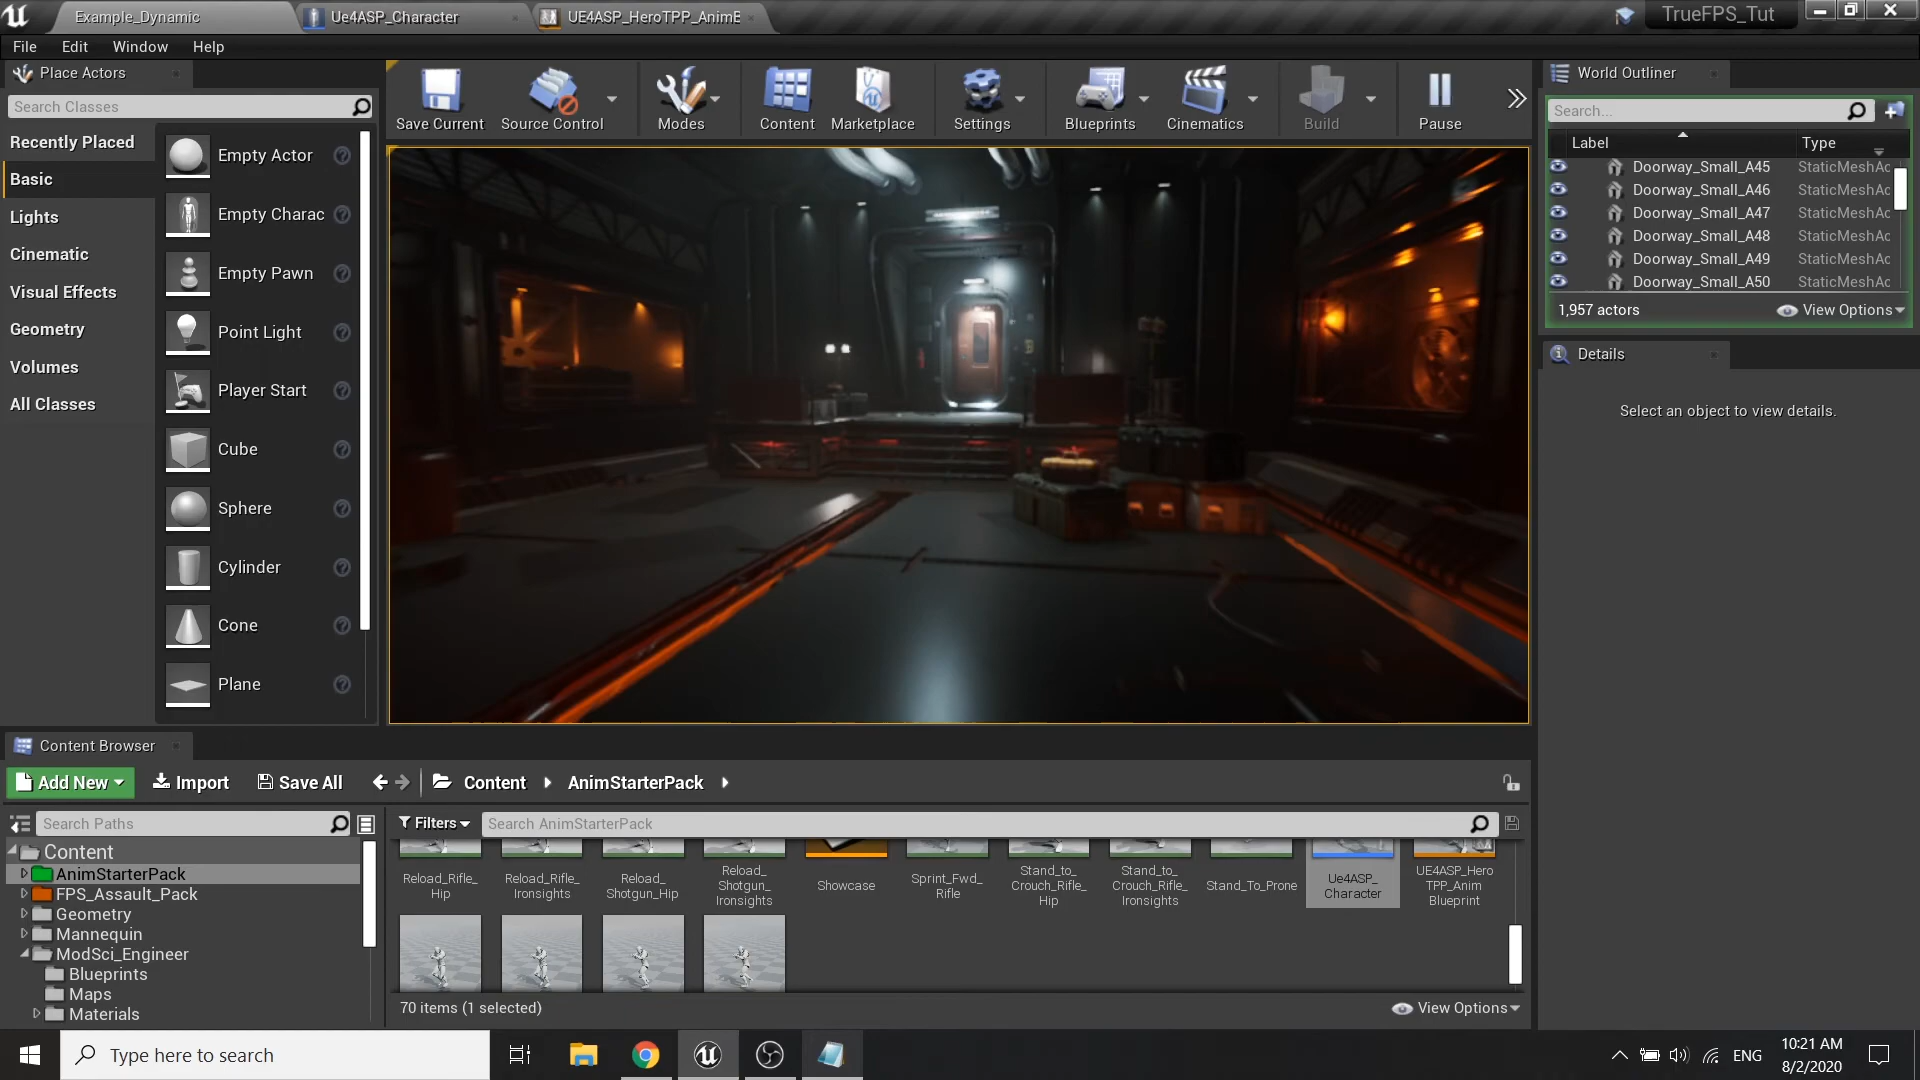 Example_Dynamic
Ue4ASP_Character
UE4ASP_HeroTPP_AnimB
TrueFPS_Tut
File Edit Window Help
Place Actors
Search Classes
Recently Placed
Basic
Lights
Cinematic
Visual Effects
Geometry
Volumes
All Classes
Empty Actor
Empty Charac
Empty Pawn
Point Light
Player Start
Cube
Sphere
Cylinder
Cone
Plane
Save Current
Source Control
Modes
Content
Marketplace
Settings
Blueprints
Cinematics
Build
Pause
World Outliner
Search...
Label Type
Doorway_Small_A45 StaticMeshAc
Doorway_Small_A46 StaticMeshAc
Doorway_Small_A47 StaticMeshAc
Doorway_Small_A48 StaticMeshAc
Doorway_Small_A49 StaticMeshAc
Doorway_Small_A50 StaticMeshAc
1,957 actors View Options
Details
Select an object to view details.
Content Browser
Add New Import Save All Content AnimStarterPack
Search Paths
Content
AnimStarterPack
FPS_Assault_Pack
Geometry
Mannequin
ModSci_Engineer
Blueprints
Maps
Materials
Filters Search AnimStarterPack
Reload_Rifle_
Hip
Reload_Rifle_
Ironsights
Reload_
Shotgun_Hip
Reload_
Shotgun_
Ironsights
Showcase
Sprint_Fwd_
Rifle
Stand_to_
Crouch_Rifle_
Hip
Stand_to_
Crouch_Rifle_
Ironsights
Stand_To_Prone
Ue4ASP_
Character
UE4ASP_Hero
TPP_Anim
Blueprint
70 items (1 selected) View Options
Type here to search
ENG
10:21 AM
8/2/2020